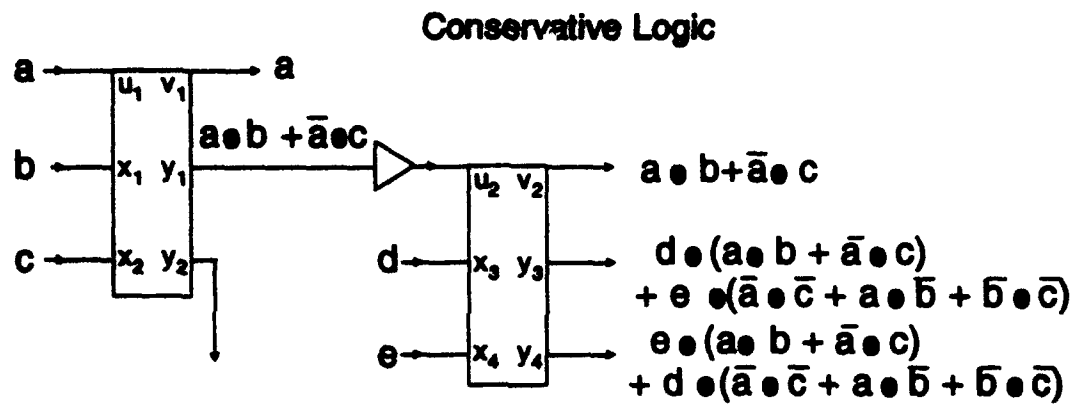 Conservative Logic
a a
u₁ v₁
a●b + a̅●c
b x₁ y₁
u₂ v₂ a ● b+a̅● c
c x₂ y₂
d x₃ y₃ d ●(a● b + a̅ ● c)
+ e ●(a̅ ● c̅ + a ● b̅ + b̅ ● c̅)
e x₄ y₄ e ● (a● b + a̅ ● c)
+ d ●(a̅ ● c̅ + a ● b̅ + b̅ ● c̅)